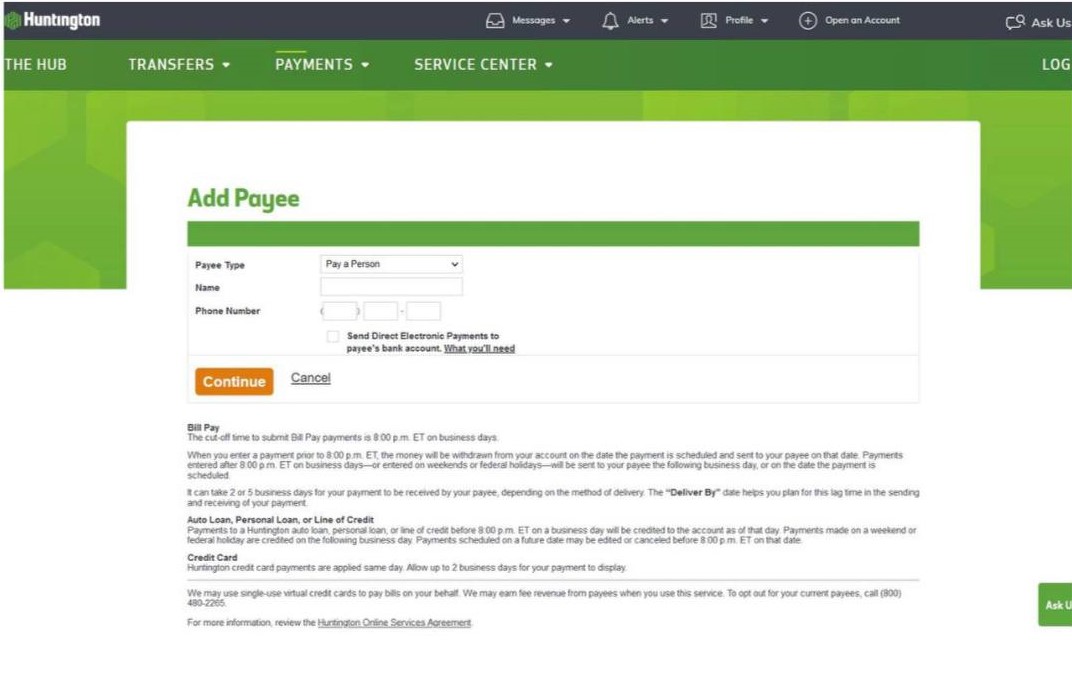 Huntington
Messages
Alerts
Profile
Open an Account
Ask Us
THE HUB
TRANSFERS
PAYMENTS
SERVICE CENTER
LOG
Add Payee
Payee Type
Pay a Person
Name
Phone Number
( ) -
Send Direct Electronic Payments to
payee's bank account. What you'll need
Continue
Cancel
Bill Pay
The cut-off time to submit Bill Pay payments is 8:00 p.m. ET on business days.
When you enter a payment prior to 8:00 p.m. ET, the money will be withdrawn from your account on the date the payment is scheduled and sent to your payee on that date. Payments
entered after 8:00 p.m. ET on business days—or entered on weekends or federal holidays—will be sent to your payee the following business day, or on the date the payment is
scheduled.
It can take 2 or 5 business days for your payment to be received by your payee, depending on the method of delivery. The "Deliver By" date helps you plan for this lag time in the sending
and receiving of your payment.
Auto Loan, Personal Loan, or Line of Credit
Payments to a Huntington auto loan, personal loan, or line of credit before 8:00 p.m. ET on a business day will be credited to the account as of that day. Payments made on a weekend or
federal holiday are credited on the following business day. Payments scheduled on a future date may be edited or canceled before 8:00 p.m. ET on that date.
Credit Card
Huntington credit card payments are applied same day. Allow up to 2 business days for your payment to display.
We may use single-use virtual credit cards to pay bills on your behalf. We may earn fee revenue from payees when you use this service. To opt out for your current payees, call (800)
480-2265.
For more information, review the Huntington Online Services Agreement.
Ask U